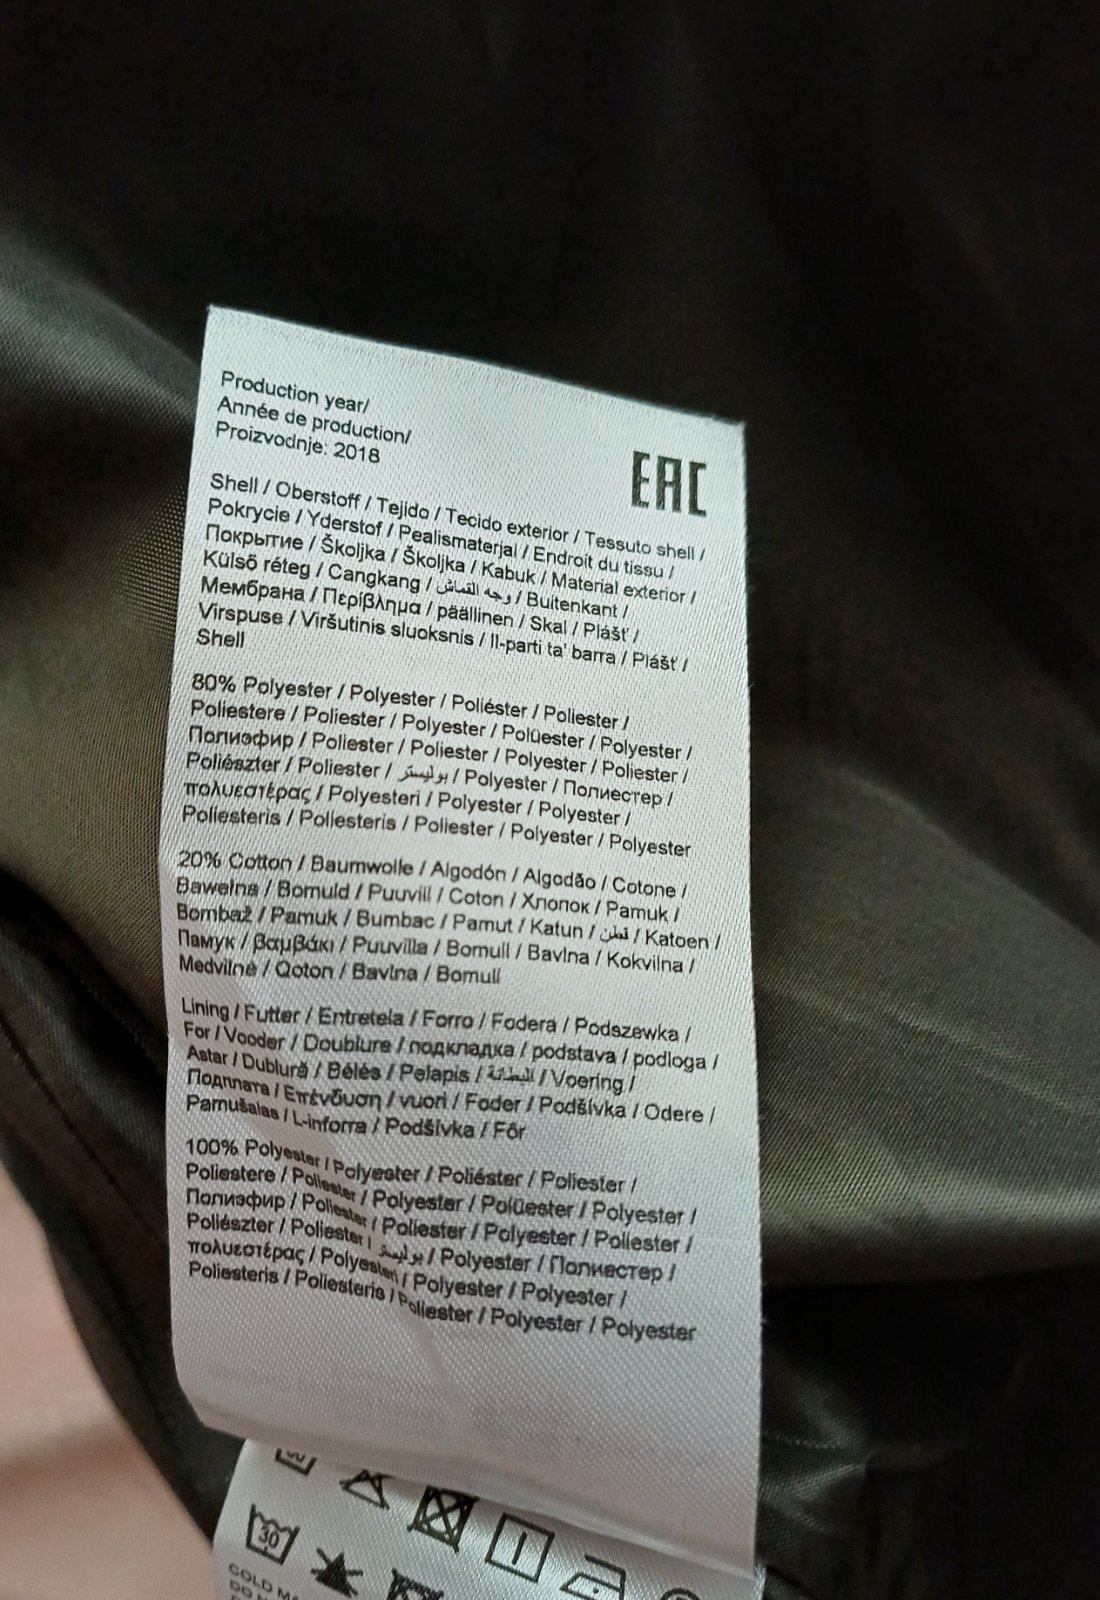 Production year/
Année de production/
Proizvodnje: 2018
EAC
Shell / Oberstoff / Tejido / Tecido exterior / Tessuto shell /
Pokrycie / Yderstof / Pealismaterjal / Endroit du tissu /
Покрытие / Školjka / Školjka / Kabuk / Material exterior /
Külső réteg / Cangkang / وجه القماش / Buitenkant /
Мембрана / Περίβλημα / päällinen / Skal / Plášť /
Virspuse / Viršutinis sluoksnis / Il-parti ta' barra / Plášť /
Shell
80% Polyester / Polyester / Poliéster / Poliester /
Poliestere / Poliester / Polyester / Polüester / Polyester /
Полиэфир / Poliester / Poliester / Polyester / Poliester /
Poliészter / Poliester / بوليستر / Polyester / Полиестер /
πολυεστέρας / Polyesteri / Polyester / Polyester /
Poliesteris / Poliesteris / Poliester / Polyester / Polyester
20% Cotton / Baumwolle / Algodón / Algodão / Cotone /
Bawełna / Bomuld / Puuvill / Coton / Хлопок / Pamuk /
Bombaž / Pamuk / Bumbac / Pamut / Katun / قطن / Katoen /
Памук / βαμβάκι / Puuvilla / Bomull / Bavlna / Kokvilna /
Medvilnė / Qoton / Bavlna / Bomull
Lining / Futter / Entretela / Forro / Fodera / Podszewka /
For / Vooder / Doublure / подкладка / podstava / podloga /
Astar / Dublură / Bélés / Pelapis / البطانة / Voering /
Подплата / Επένδυση / vuori / Foder / Podšívka / Odere /
Pamušalas / L-inforra / Podšívka / Fôr
100% Polyester / Polyester / Poliéster / Poliester /
Poliestere / Poliester / Polyester / Polüester / Polyester /
Полиэфир / Poliester / Poliester / Polyester / Poliester /
Poliészter / Poliester / بوليستر / Polyester / Полиестер /
πολυεστέρας / Polyesteri / Polyester / Polyester /
Poliesteris / Poliesteris / Poliester / Polyester / Polyester
30
COLD
DO